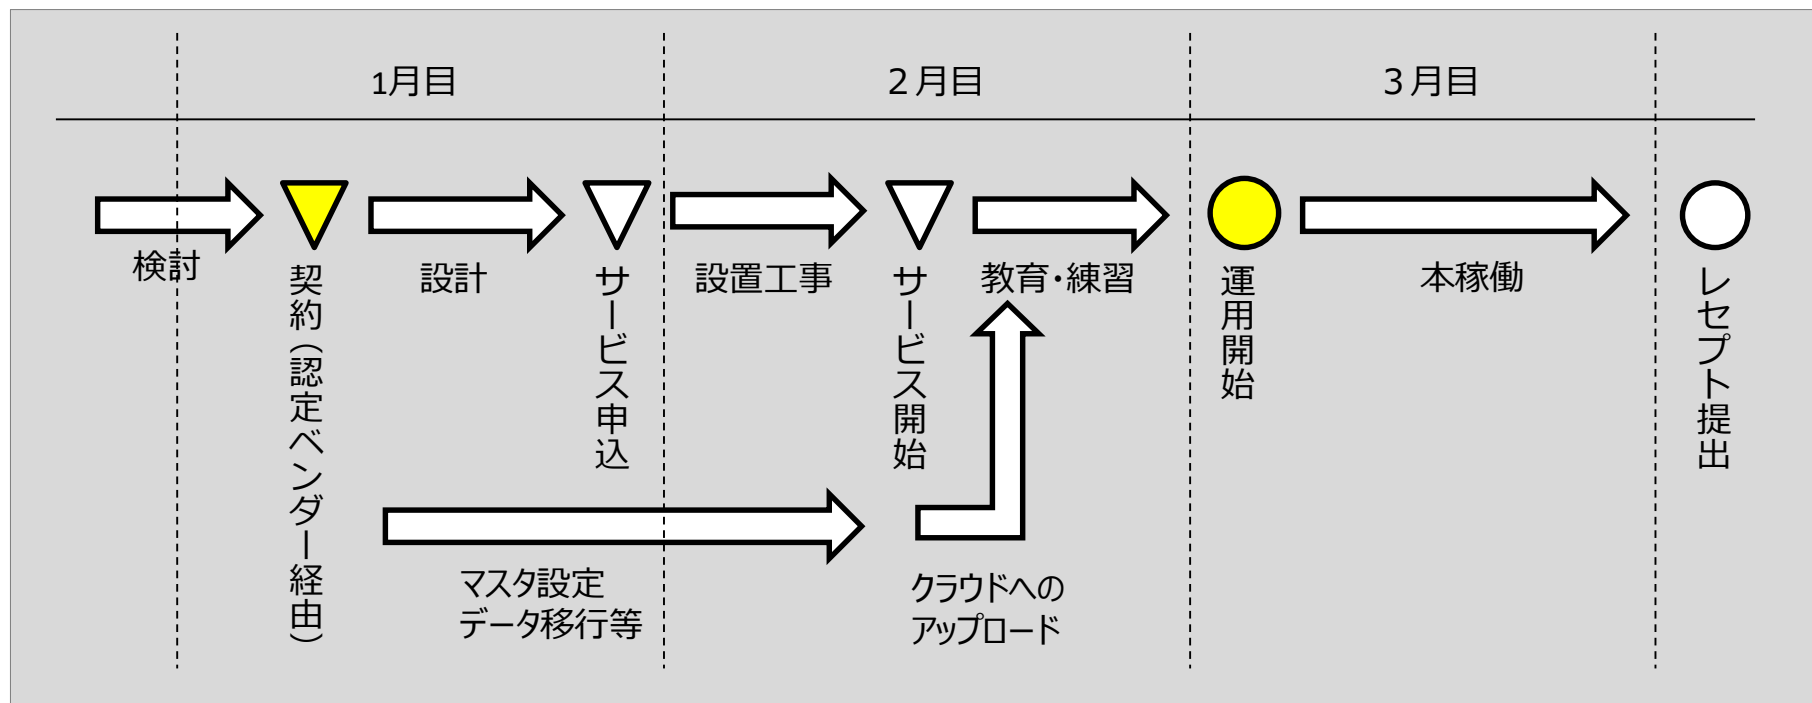 1月目
２月目
３月目
検討
契約（認定ベンダー経由）
設計
サービス申込
設置工事
サービス開始
教育・練習
運用開始
本稼働
レセプト提出
マスタ設定
データ移行等
クラウドへの
アップロード